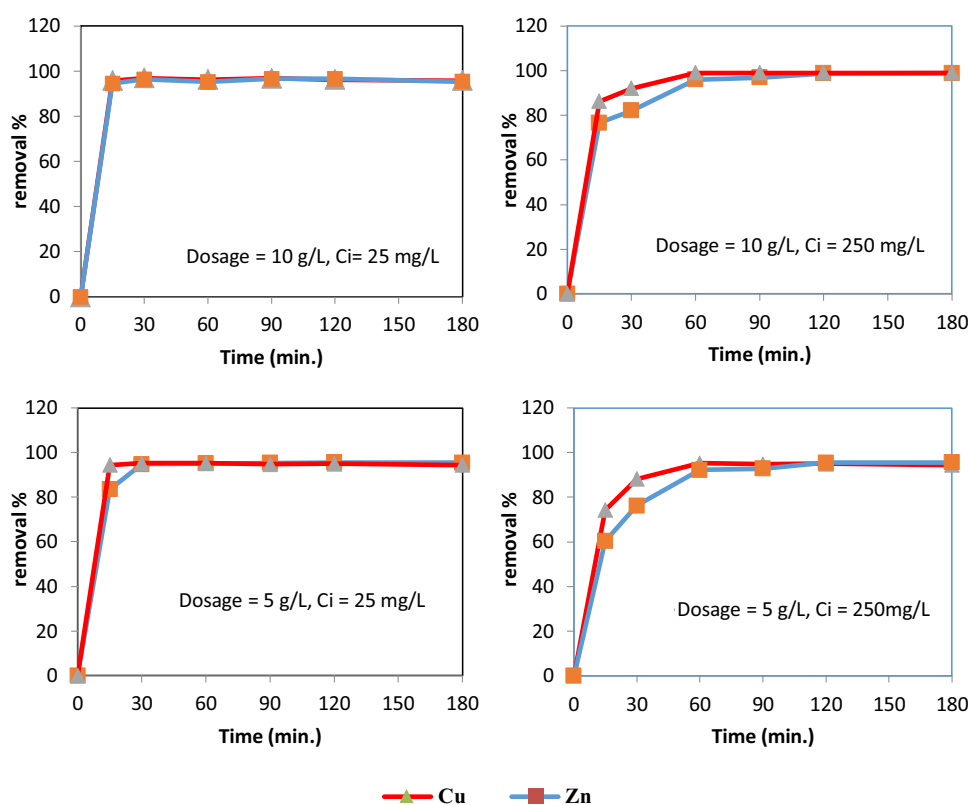 120
100
80
60
40
20
0
removal %
Dosage = 10 g/L, Ci= 25 mg/L
0 30 60 90 120 150 180
Time (min.)
120
100
80
60
40
20
0
removal %
Dosage = 10 g/L, Ci = 250 mg/L
0 30 60 90 120 150 180
Time (min.)
120
100
80
60
40
20
0
removal %
Dosage = 5 g/L, Ci = 25 mg/L
0 30 60 90 120 150 180
Time (min.)
120
100
80
60
40
20
0
removal %
Dosage = 5 g/L, Ci = 250mg/L
0 30 60 90 120 150 180
Time (min.)
Cu Zn